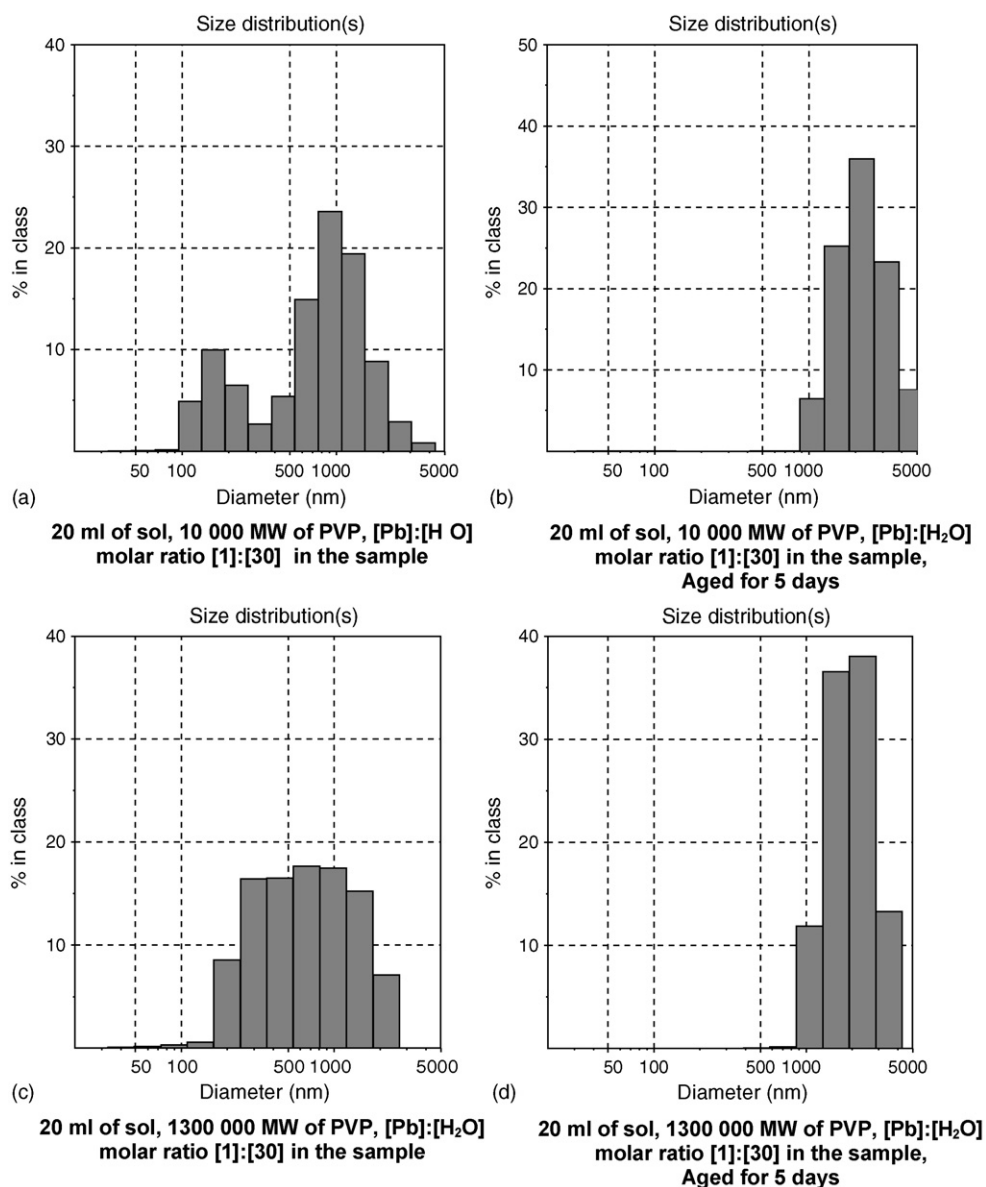 Size distribution(s)
40
30
20
10
% in class
50 100 500 1000 5000
Diameter (nm)
(a)
20 ml of sol, 10 000 MW of PVP, [Pb]:[H O]
molar ratio [1]:[30] in the sample
Size distribution(s)
50
40
30
20
10
% in class
50 100 500 1000 5000
Diameter (nm)
(b)
20 ml of sol, 10 000 MW of PVP, [Pb]:[H₂O]
molar ratio [1]:[30] in the sample,
Aged for 5 days
Size distribution(s)
40
30
20
10
% in class
50 100 500 1000 5000
Diameter (nm)
(c)
20 ml of sol, 1300 000 MW of PVP, [Pb]:[H₂O]
molar ratio [1]:[30] in the sample
Size distribution(s)
40
30
20
10
% in class
50 100 500 1000 5000
Diameter (nm)
(d)
20 ml of sol, 1300 000 MW of PVP, [Pb]:[H₂O]
molar ratio [1]:[30] in the sample,
Aged for 5 days